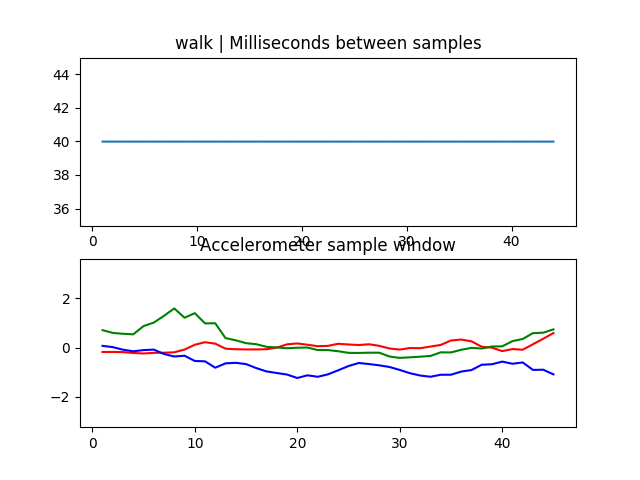 walk | Milliseconds between samples
44
42
40
38
36
0 10 20 30 40
Accelerometer sample window
2
0
−2
0 10 20 30 40